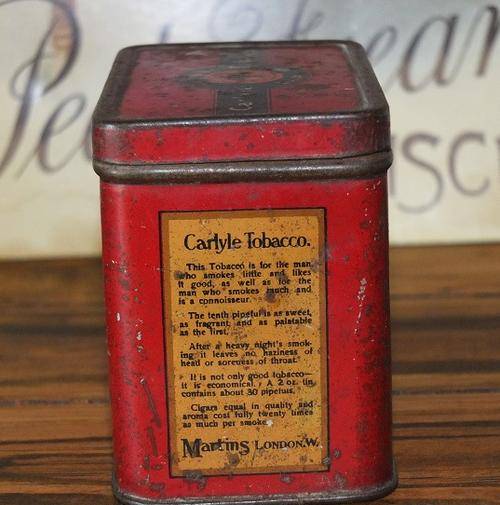 Peek Frean
BISC
Carlyle Tobacco.
This Tobacco is for the man
who smokes little and likes
it good, as well as for the
man who smokes much and
is a connoisseur.
The tenth pipeful is as sweet,
as fragrant, and as palatable
as the first.
After a heavy night's smok-
ing it leaves no haziness of
head or soreness of throat.
It is not only good tobacco—
it is economical. A 2 oz. tin
contains about 30 pipefuls.
Cigars equal in quality and
aroma cost fully twenty times
as much per smoke.
Martins LONDON.W.